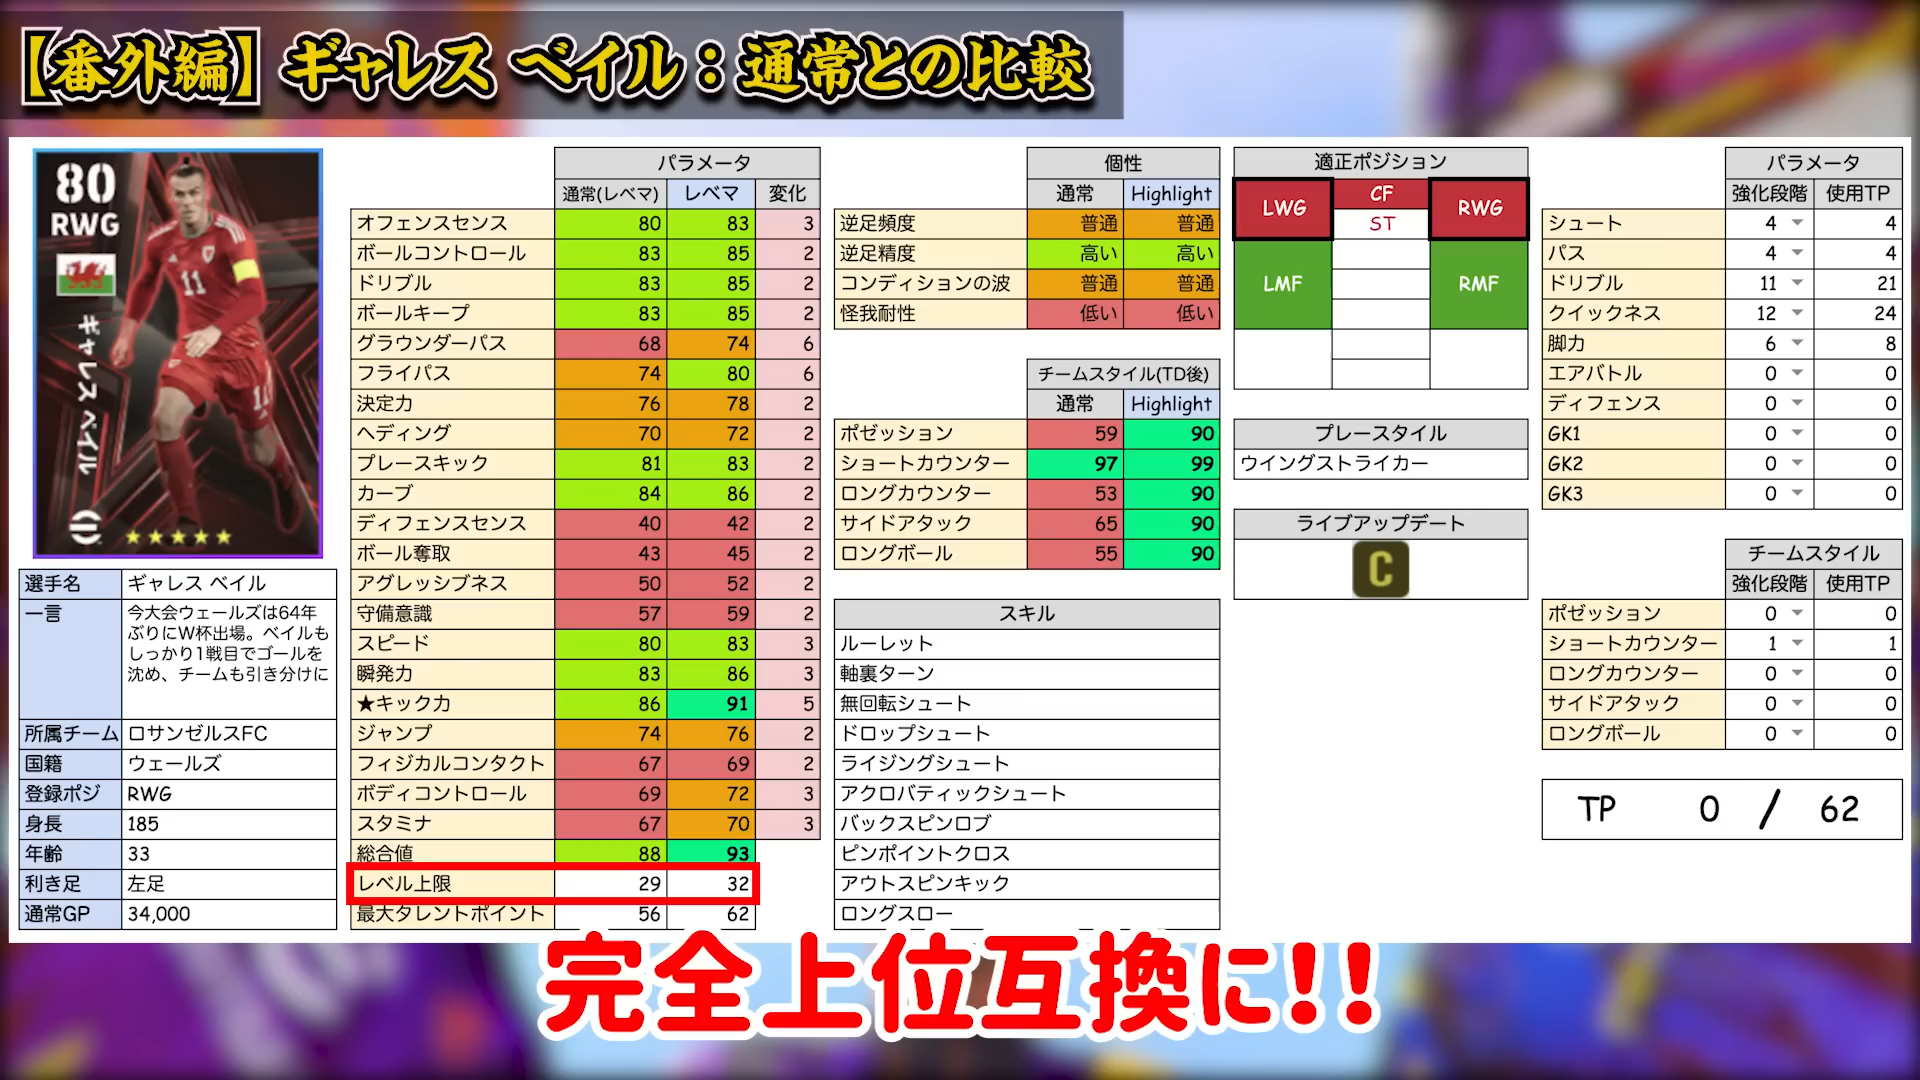 【番外編】ギャレス ベイル：通常との比較
80
RWG
11
ギャレス ベイル
選手名 ギャレス ベイル
一言 今大会ウェールズは64年
ぶりにW杯出場。ベイルも
しっかり1戦目でゴールを
沈め、チームも引き分けに
所属チーム ロサンゼルスFC
国籍 ウェールズ
登録ポジ RWG
身長 185
年齢 33
利き足 左足
通常GP 34,000
パラメータ
通常(レベマ) レベマ 変化
オフェンスセンス 80 83 3
ボールコントロール 83 85 2
ドリブル 83 85 2
ボールキープ 83 85 2
グラウンダーパス 68 74 6
フライパス 74 80 6
決定力 76 78 2
ヘディング 70 72 2
プレースキック 81 83 2
カーブ 84 86 2
ディフェンスセンス 40 42 2
ボール奪取 43 45 2
アグレッシブネス 50 52 2
守備意識 57 59 2
スピード 80 83 3
瞬発力 83 86 3
★キック力 86 91 5
ジャンプ 74 76 2
フィジカルコンタクト 67 69 2
ボディコントロール 69 72 3
スタミナ 67 70 3
総合値 88 93
レベル上限 29 32
最大タレントポイント 56 62
個性
通常 Highlight
逆足頻度 普通 普通
逆足精度 高い 高い
コンディションの波 普通 普通
怪我耐性 低い 低い
チームスタイル(TD後)
通常 Highlight
ポゼッション 59 90
ショートカウンター 97 99
ロングカウンター 53 90
サイドアタック 65 90
ロングボール 55 90
スキル
ルーレット
軸裏ターン
無回転シュート
ドロップシュート
ライジングシュート
アクロバティックシュート
バックスピンロブ
ピンポイントクロス
アウトスピンキック
ロングスロー
適正ポジション
LWG CF RWG
ST
LMF RMF
プレースタイル
ウイングストライカー
ライブアップデート
C
パラメータ
強化段階 使用TP
シュート 4 4
パス 4 4
ドリブル 11 21
クイックネス 12 24
脚力 6 8
エアバトル 0 0
ディフェンス 0 0
GK1 0 0
GK2 0 0
GK3 0 0
チームスタイル
強化段階 使用TP
ポゼッション 0 0
ショートカウンター 1 1
ロングカウンター 0 0
サイドアタック 0 0
ロングボール 0 0
TP 0 / 62
完全上位互換に!!